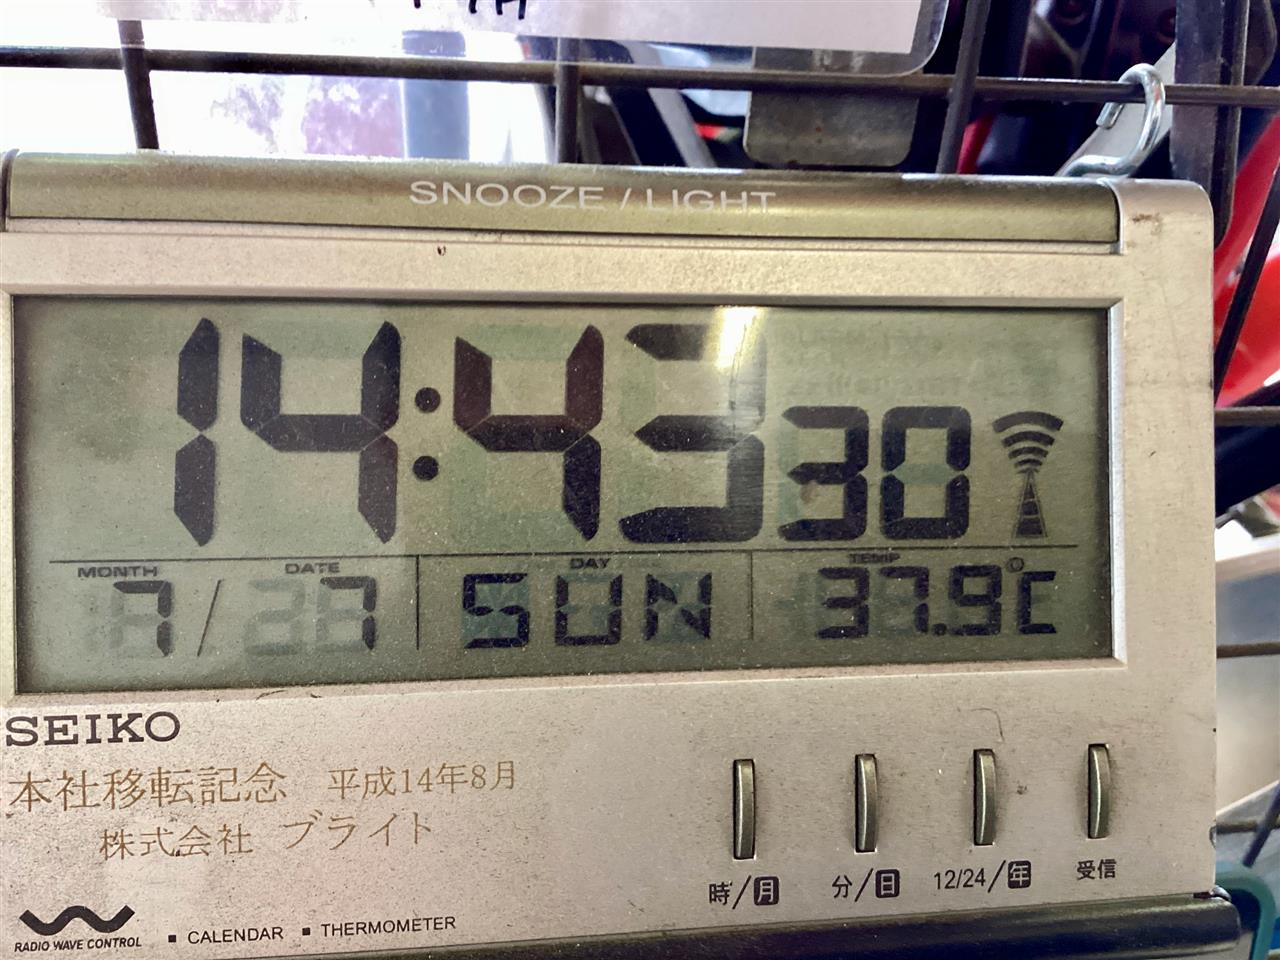 SNOOZE / LIGHT
14:43 30
MONTH DATE DAY TEMP
7/7 SUN 37.9°C
SEIKO
本社移転記念 平成14年8月
株式会社 ブライト
時/月 分/日 12/24/年 受信
RADIO WAVE CONTROL ■ CALENDAR ■ THERMOMETER